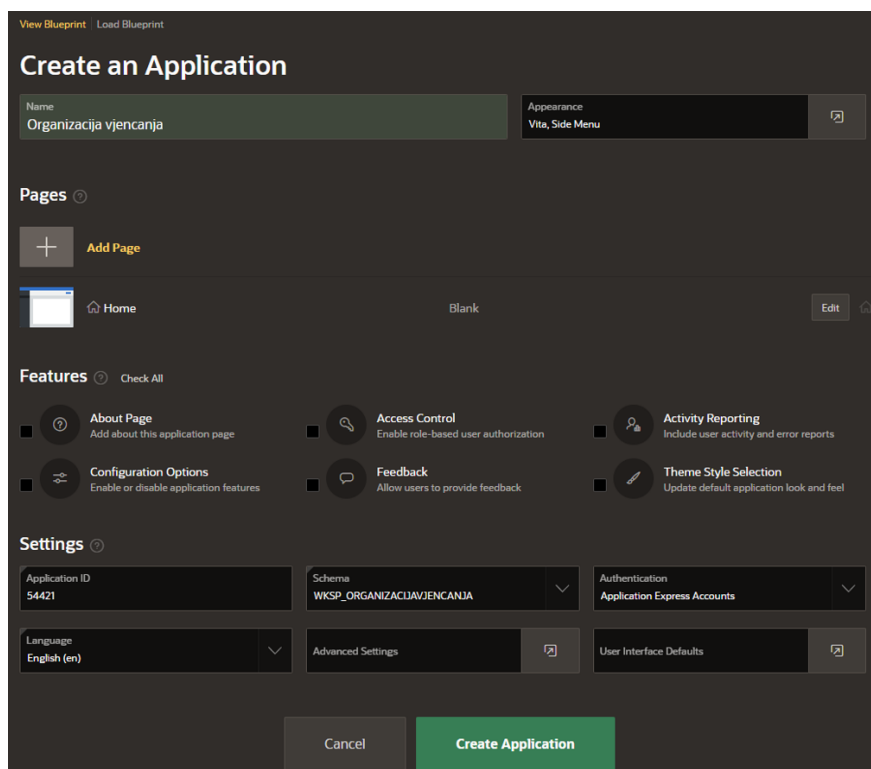 View Blueprint Load Blueprint
Create an Application
Name
Organizacija vjencanja
Appearance
Vita, Side Menu
Pages
Add Page
Home Blank Edit
Features Check All
About Page
Add about this application page
Access Control
Enable role-based user authorization
Activity Reporting
Include user activity and error reports
Configuration Options
Enable or disable application features
Feedback
Allow users to provide feedback
Theme Style Selection
Update default application look and feel
Settings
Application ID
54421
Schema
WKSP_ORGANIZACIJAVJENCANJA
Authentication
Application Express Accounts
Language
English (en)
Advanced Settings
User Interface Defaults
Cancel Create Application